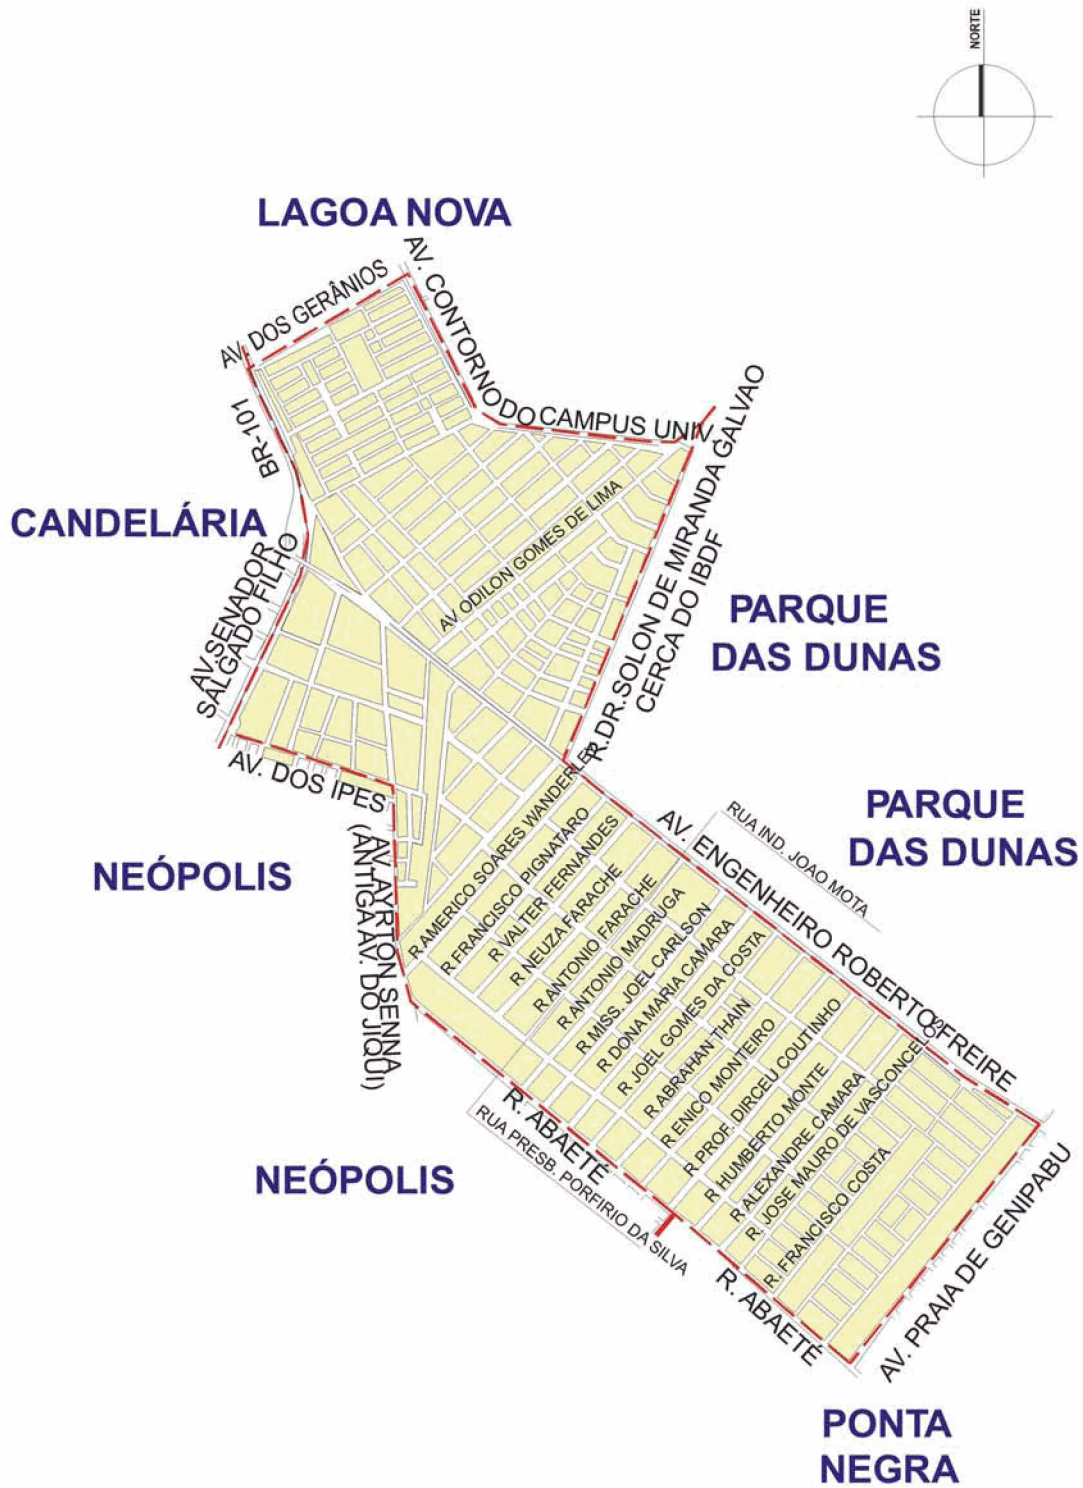 NORTE
LAGOA NOVA
AV. DOS GERÂNIOS
AV. CONTORNO DO CAMPUS UNIV.
BR-101
CANDELÁRIA
AV SENADOR
SALGADO FILHO
AV ODILON GOMES DE LIMA
R.DR.SOLON DE MIRANDA GALVAO
CERCA DO IBDF
PARQUE
DAS DUNAS
AV. DOS IPES
NEÓPOLIS
AV. AYRTON SENNA
(ANTIGA AV. DO JIQUI)
PARQUE
DAS DUNAS
RUA IND. JOAO MOTA
AV. ENGENHEIRO ROBERTO FREIRE
R AMERICO SOARES WANDERLEY
R FRANCISCO PIGNATARO
R VALTER FERNANDES
R NEUZA FARACHE
R ANTONIO FARACHE
R ANTONIO MADRUGA
R MISS. JOEL CARLSON
R DONA MARIA CAMARA
R JOEL GOMES DA COSTA
R ABRAHAN THAIN
R ENICO MONTEIRO
R PROF. DIRCEU COUTINHO
R HUMBERTO MONTE
R ALEXANDRE CAMARA
R. JOSE MAURO DE VASCONCELOS
R. FRANCISCO COSTA
R. ABAETÉ
RUA PRESB. PORFIRIO DA SILVA
NEÓPOLIS
R. ABAETÉ
AV. PRAIA DE GENIPABU
PONTA
NEGRA